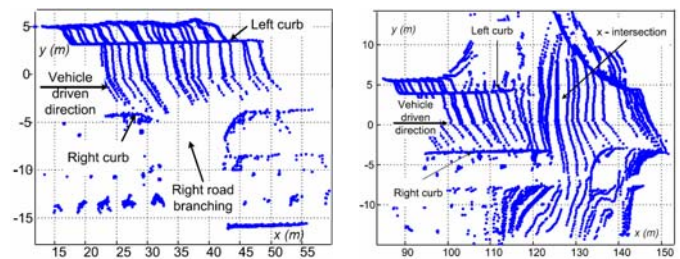 5
0
-5
-10
-15
y (m)
Left curb
Vehicle
driven
direction
Right curb
Right road
branching
x (m)
15 20 25 30 35 40 45 50 55
10
5
0
-5
-10
y (m)
Left curb
x - intersection
Vehicle
driven
direction
Right curb
x (m)
90 100 110 120 130 140 150